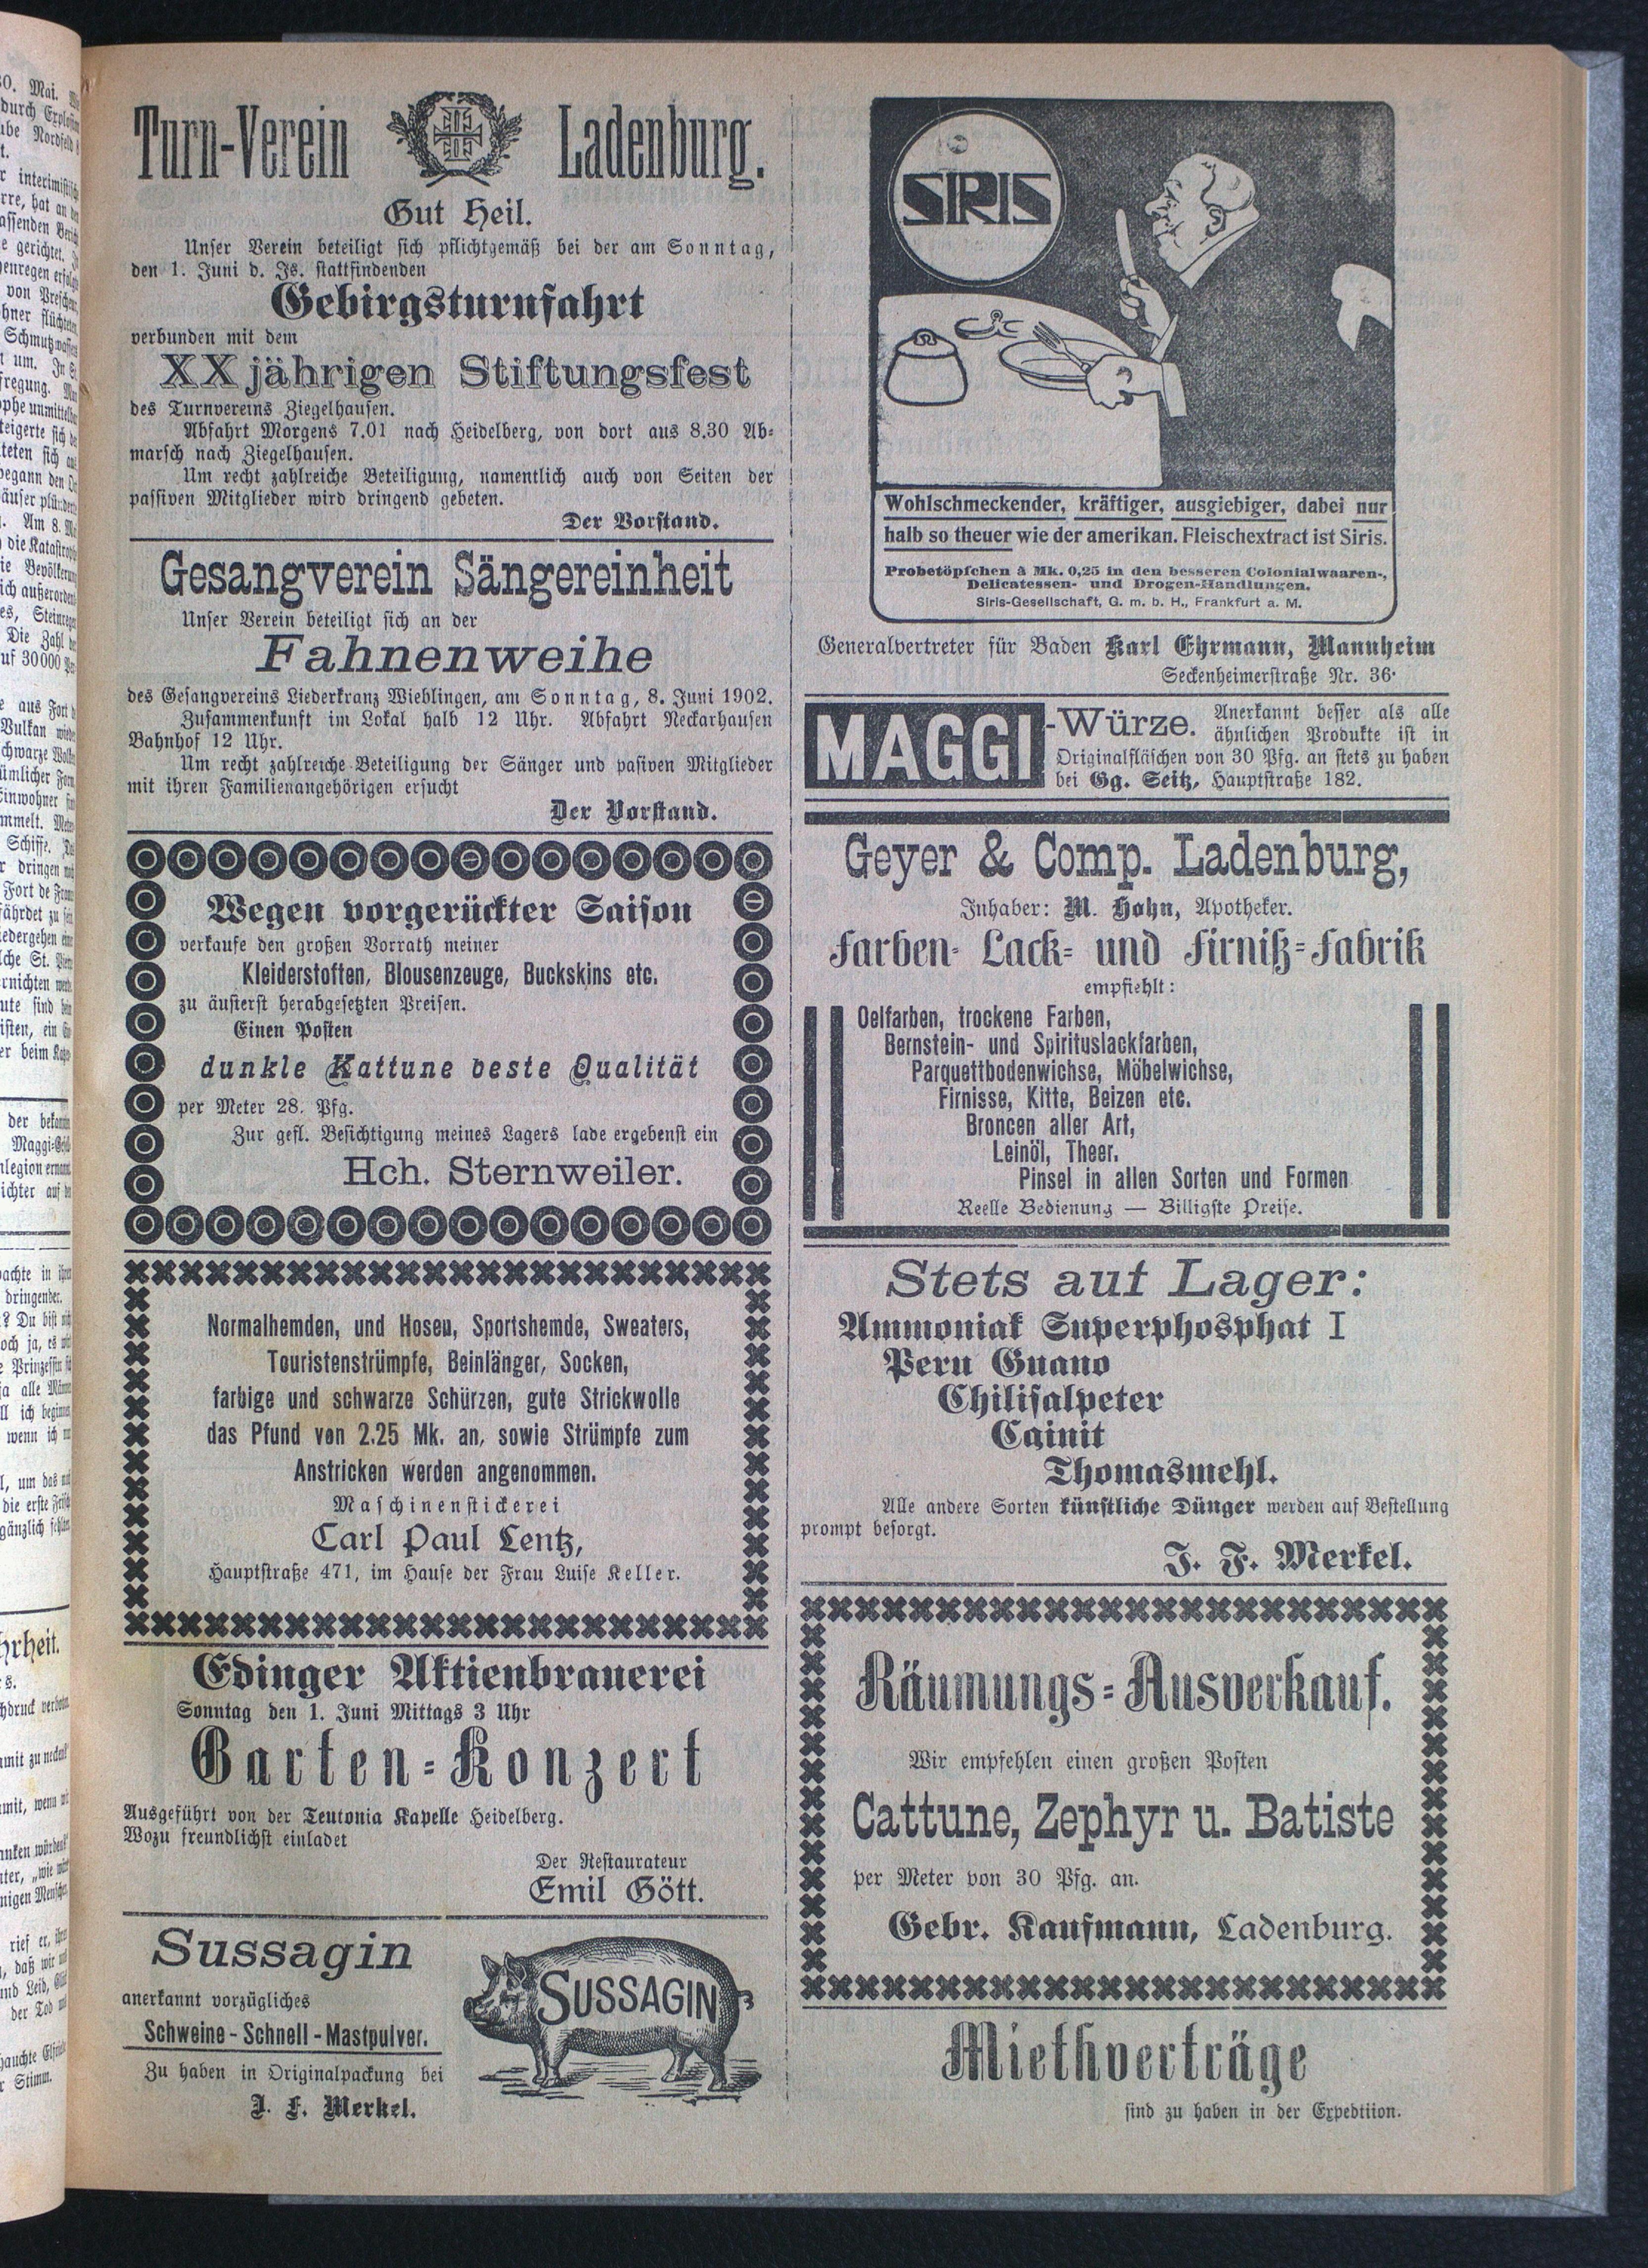 Turn-Verein Ladenburg.
Gut Heil.
Unser Verein beteiligt sich pflichtgemäß bei der am Sonntag,
den 1. Juni d. Js. stattfindenden
Gebirgsturnfahrt
verbunden mit dem
XX jährigen Stiftungsfest
des Turnvereins Ziegelhausen.
Abfahrt Morgens 7.01 nach Heidelberg, von dort aus 8.30 Ab-
marsch nach Ziegelhausen.
Um recht zahlreiche Beteiligung, namentlich auch von Seiten der
passiven Mitglieder wird dringend gebeten.
Der Vorstand.
Gesangverein Sängereinheit
Unser Verein beteiligt sich an der
Fahnenweihe
des Gesangvereins Liederkranz Wieblingen, am Sonntag, 8. Juni 1902.
Zusammenkunft im Lokal halb 12 Uhr. Abfahrt Neckarhausen
Bahnhof 12 Uhr.
Um recht zahlreiche Beteiligung der Sänger und pasiven Mitglieder
mit ihren Familienangehörigen ersucht
Der Vorstand.
Wegen vorgerückter Saison
verkaufe den großen Vorrath meiner
Kleiderstoften, Blousenzeuge, Buckskins etc.
zu äusterst herabgesetzten Preisen.
Einen Posten
dunkle Kattune beste Qualität
per Meter 28. Pfg.
Zur gefl. Besichtigung meines Lagers lade ergebenst ein
Hch. Sternweiler.
Normalhemden, und Hosen, Sportshemde, Sweaters,
Touristenstrümpfe, Beinlänger, Socken,
farbige und schwarze Schürzen, gute Strickwolle
das Pfund von 2.25 Mk. an, sowie Strümpfe zum
Anstricken werden angenommen.
Maschinenstickerei
Carl Paul Lentz,
Hauptstraße 471, im Hause der Frau Luise Keller.
Edinger Aktienbrauerei
Sonntag den 1. Juni Mittags 3 Uhr
Garten-Konzert
Ausgeführt von der Teutonia Kapelle Heidelberg.
Wozu freundlichst einladet
Der Restaurateur
Emil Gött.
Sussagin
anerkannt vorzügliches
Schweine-Schnell-Mastpulver.
Zu haben in Originalpackung bei
J. F. Merkel.
SUSSAGIN
SIRIS
Wohlschmeckender, kräftiger, ausgiebiger, dabei nur
halb so theuer wie der amerikan. Fleischextract ist Siris.
Probetöpfchen à Mk. 0,25 in den besseren Colonialwaaren-,
Delicatessen- und Drogen-Handlungen.
Siris-Gesellschaft, G. m. b. H., Frankfurt a. M.
Generalvertreter für Baden Karl Ehrmann, Mannheim
Seckenheimerstraße Nr. 36.
MAGGI-Würze. Anerkannt besser als alle
ähnlichen Produkte ist in
Originalfläschen von 30 Pfg. an stets zu haben
bei Gg. Seitz, Hauptstraße 182.
Geyer & Comp. Ladenburg,
Inhaber: M. Hohn, Apotheker.
Farben- Lack- und Firniß-Fabrik
empfiehlt:
Oelfarben, trockene Farben,
Bernstein- und Spirituslackfarben,
Parquettbodenwichse, Möbelwichse,
Firnisse, Kitte, Beizen etc.
Broncen aller Art,
Leinöl, Theer.
Pinsel in allen Sorten und Formen
Reelle Bedienung — Billigste Preise.
Stets auf Lager:
Ammoniak Superphosphat I
Peru Guano
Chilisalpeter
Cainit
Thomasmehl.
Alle andere Sorten künstliche Dünger werden auf Bestellung
prompt besorgt.
J. F. Merkel.
Räumungs-Ausverkauf.
Wir empfehlen einen großen Posten
Cattune, Zephyr u. Batiste
per Meter von 30 Pfg. an.
Gebr. Kaufmann, Ladenburg.
Miethverträge
sind zu haben in der Expedtiion.